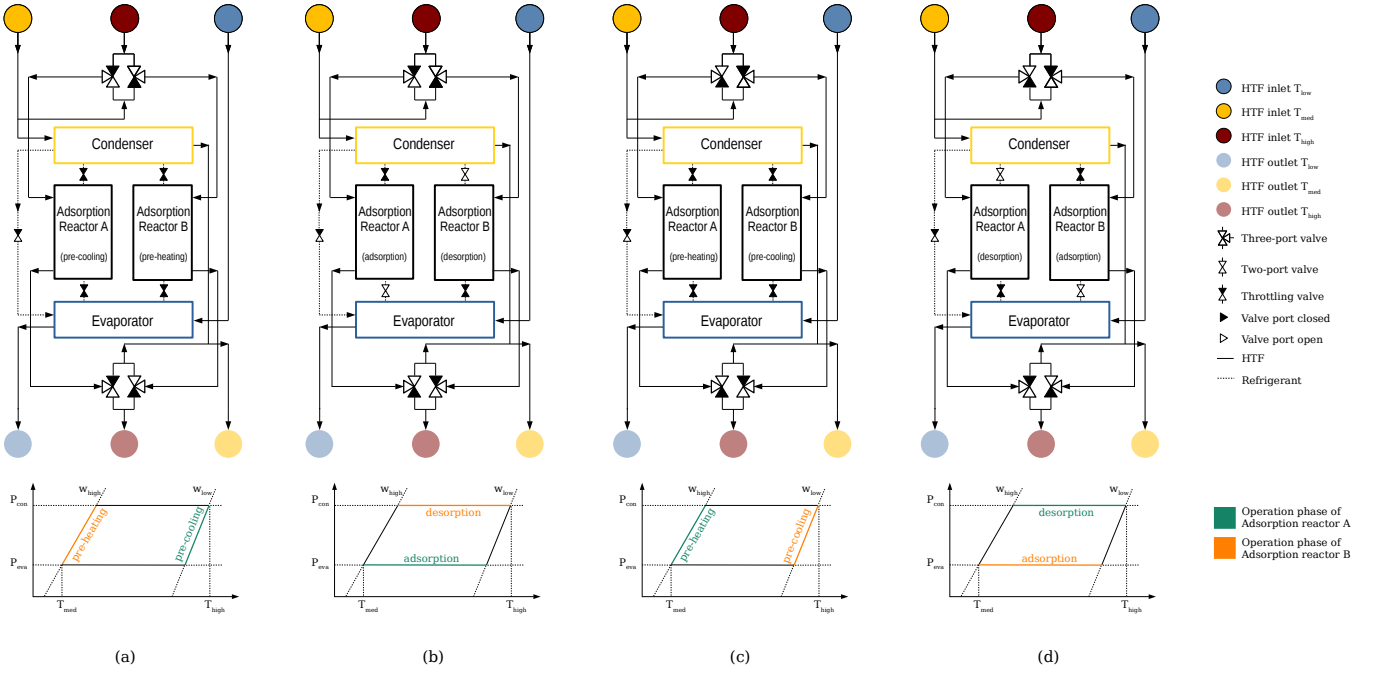 Condenser
Adsorption
Reactor A
(pre-cooling)
Adsorption
Reactor B
(pre-heating)
Evaporator
P con
P eva
w high
w low
pre-heating
pre-cooling
T med
T high
(a)
Condenser
Adsorption
Reactor A
(adsorption)
Adsorption
Reactor B
(desorption)
Evaporator
P con
P eva
w high
w low
desorption
adsorption
T med
T high
(b)
Condenser
Adsorption
Reactor A
(pre-heating)
Adsorption
Reactor B
(pre-cooling)
Evaporator
P con
P eva
w high
w low
pre-heating
pre-cooling
T med
T high
(c)
Condenser
Adsorption
Reactor A
(desorption)
Adsorption
Reactor B
(adsorption)
Evaporator
P con
P eva
w high
w low
desorption
adsorption
T med
T high
(d)
HTF inlet T low
HTF inlet T med
HTF inlet T high
HTF outlet T low
HTF outlet T med
HTF outlet T high
Three-port valve
Two-port valve
Throttling valve
Valve port closed
Valve port open
HTF
Refrigerant
Operation phase of
Adsorption reactor A
Operation phase of
Adsorption reactor B